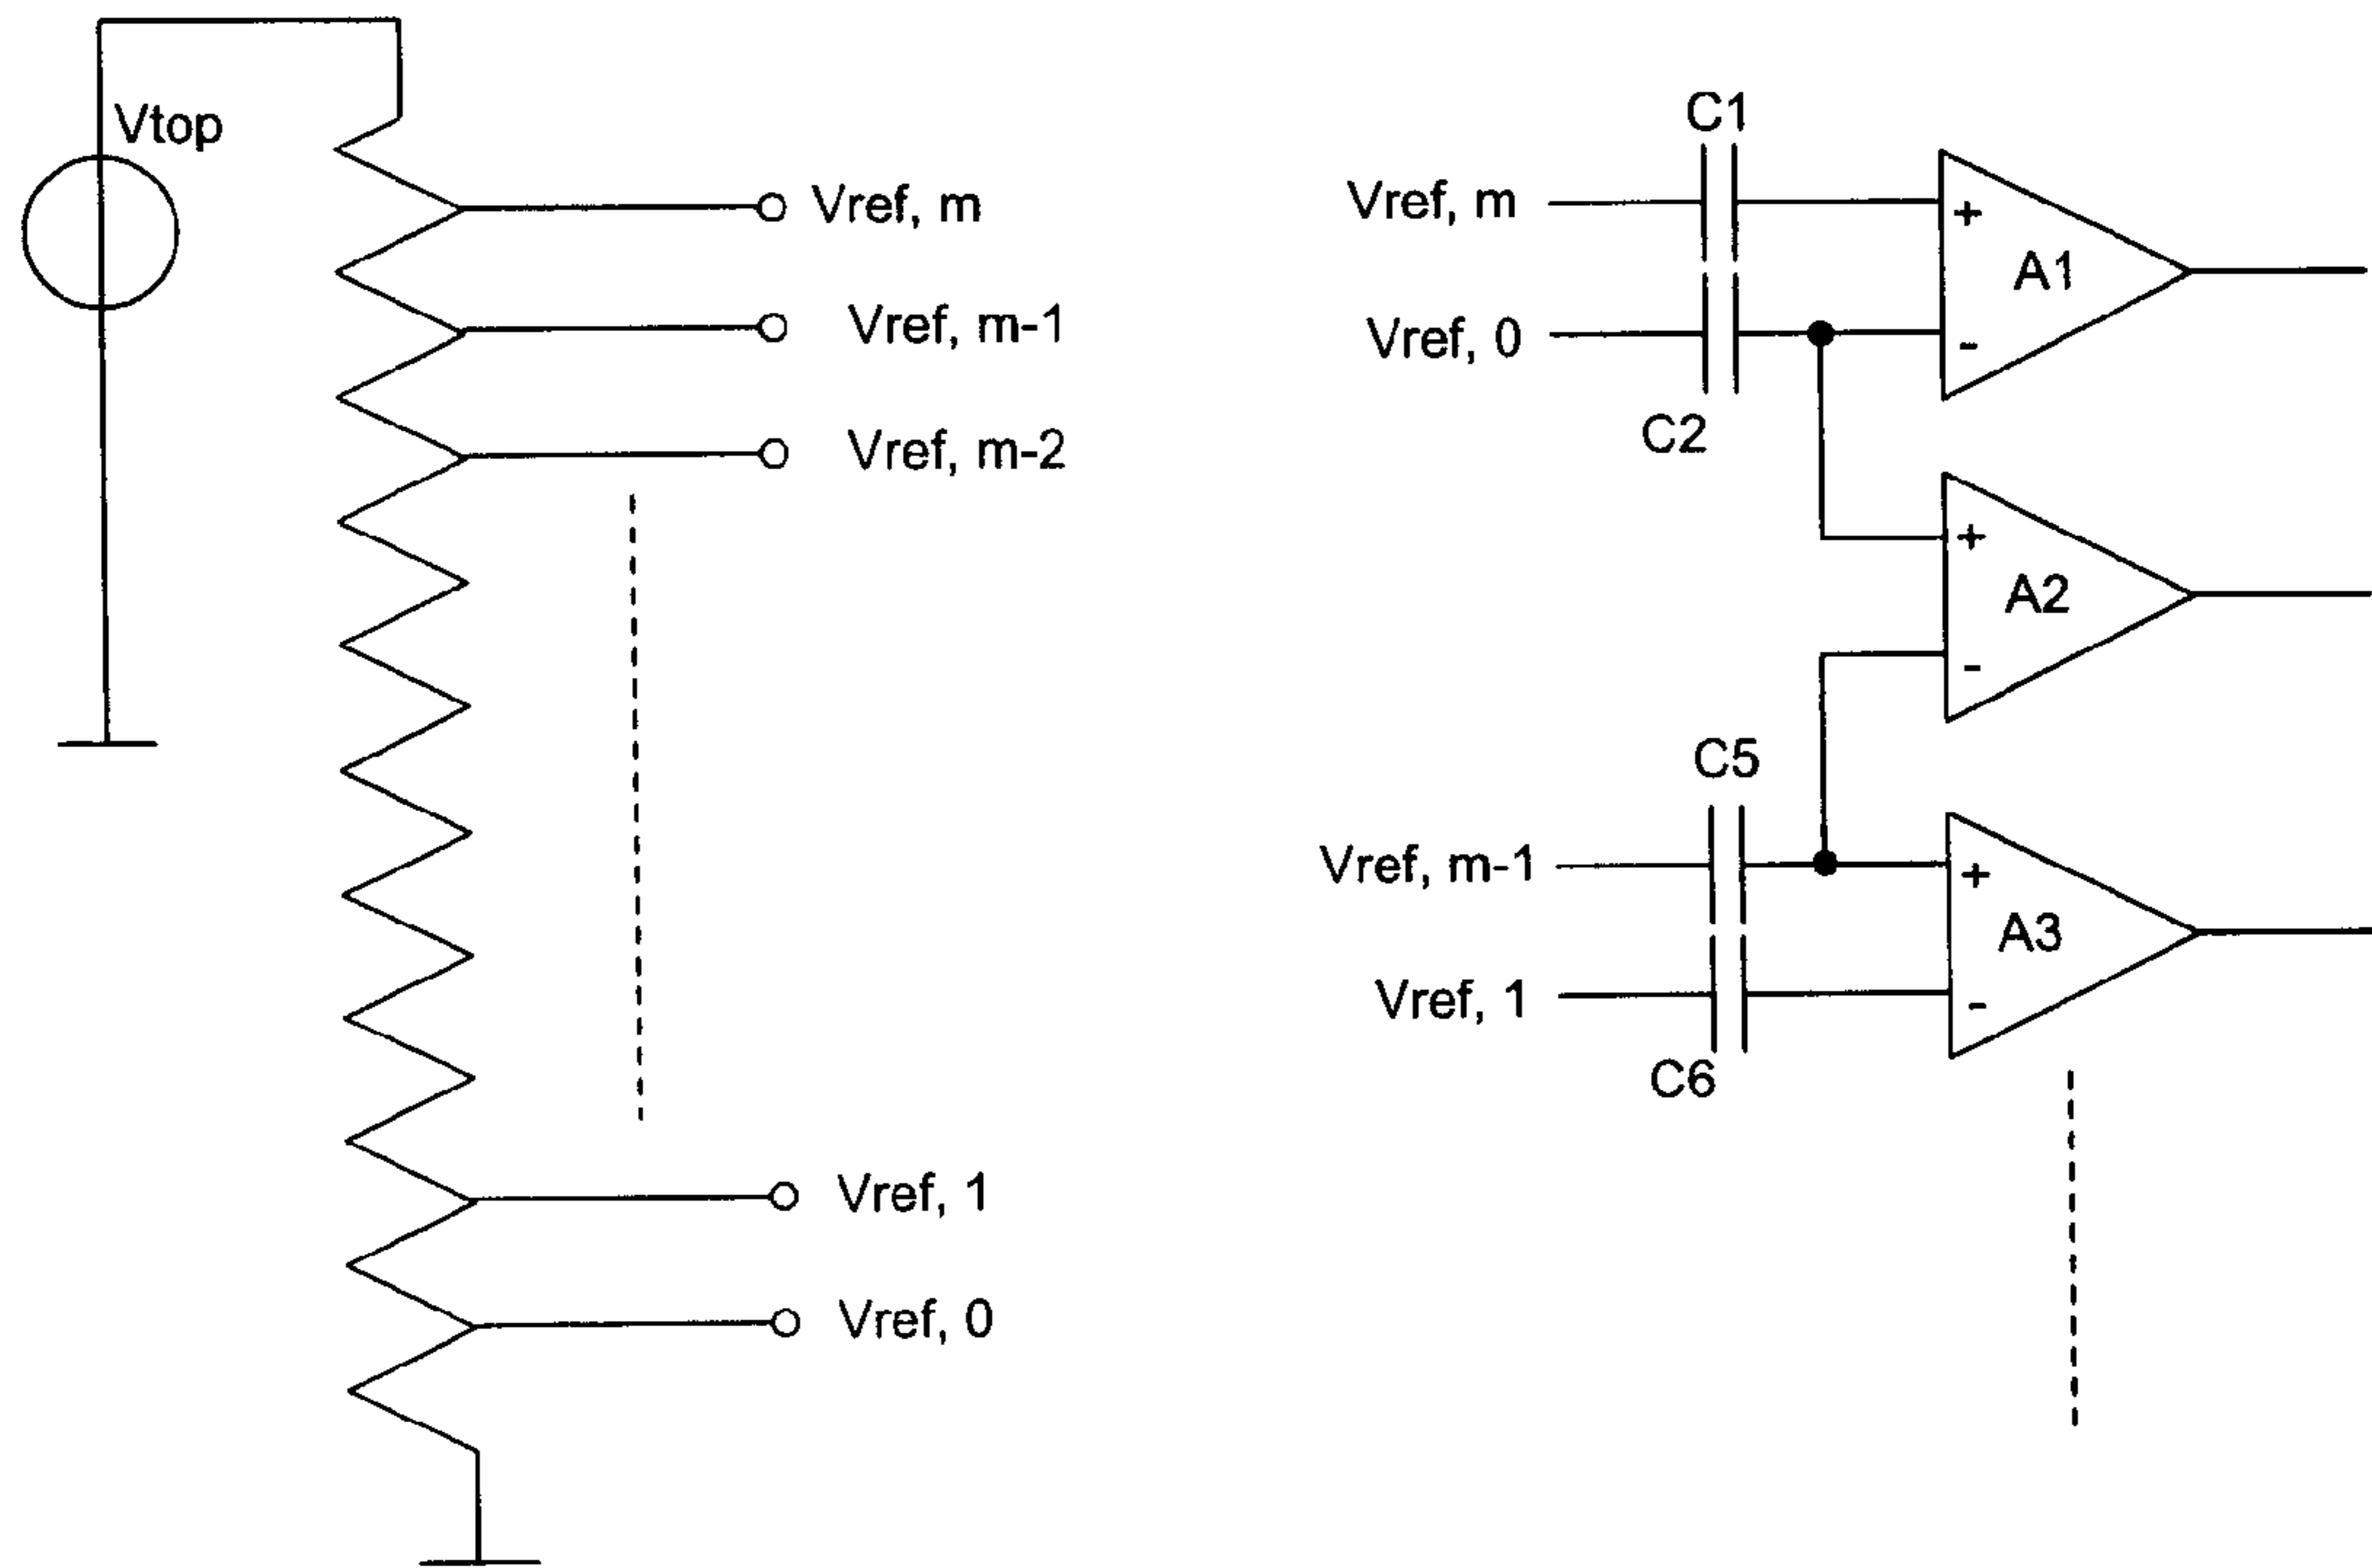 Vtop
Vref, m
Vref, m-1
Vref, m-2
Vref, 1
Vref, 0
C1
Vref, m
+
A1
Vref, 0
-
C2
+
A2
-
C5
Vref, m-1
+
A3
Vref, 1
-
C6